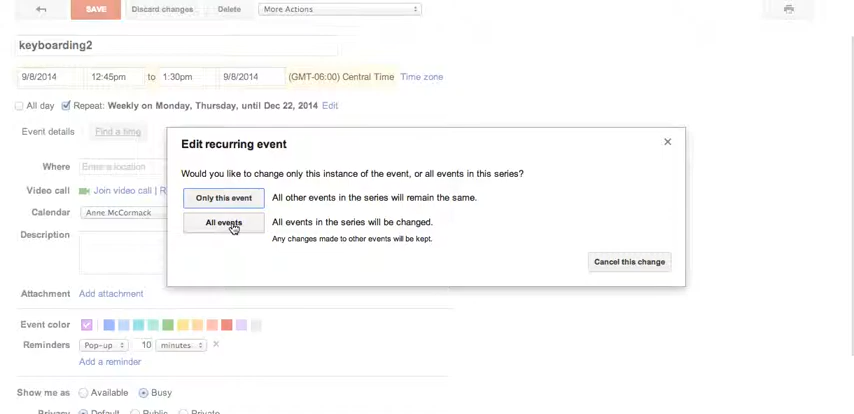 SAVE Discard changes Delete More Actions
keyboarding2
9/8/2014 12:45pm to 1:30pm 9/8/2014 (GMT-06:00) Central Time Time zone
All day Repeat: Weekly on Monday, Thursday, until Dec 22, 2014 Edit
Event details Find a time
Edit recurring event
Would you like to change only this instance of the event, or all events in this series?
Where Enter a location
Video call Join video call | R
Only this event All other events in the series will remain the same.
Calendar Anne McCormack
All events All events in the series will be changed.
Description
Any changes made to other events will be kept.
Cancel this change
Attachment Add attachment
Event color
Reminders Pop-up 10 minutes
Add a reminder
Show me as Available Busy
Privacy Default Public Private